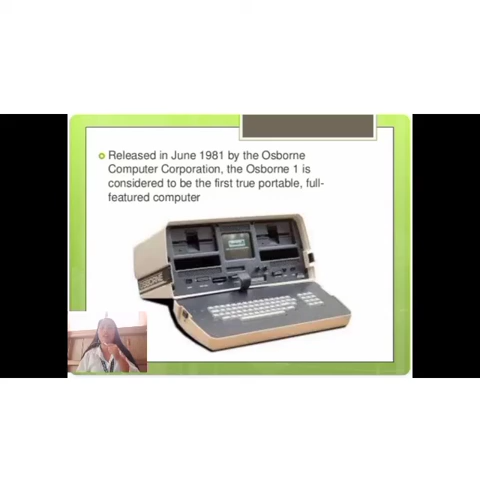 Released in June 1981 by the Osborne
Computer Corporation, the Osborne 1 is
considered to be the first true portable, full-
featured computer
OSBORNE